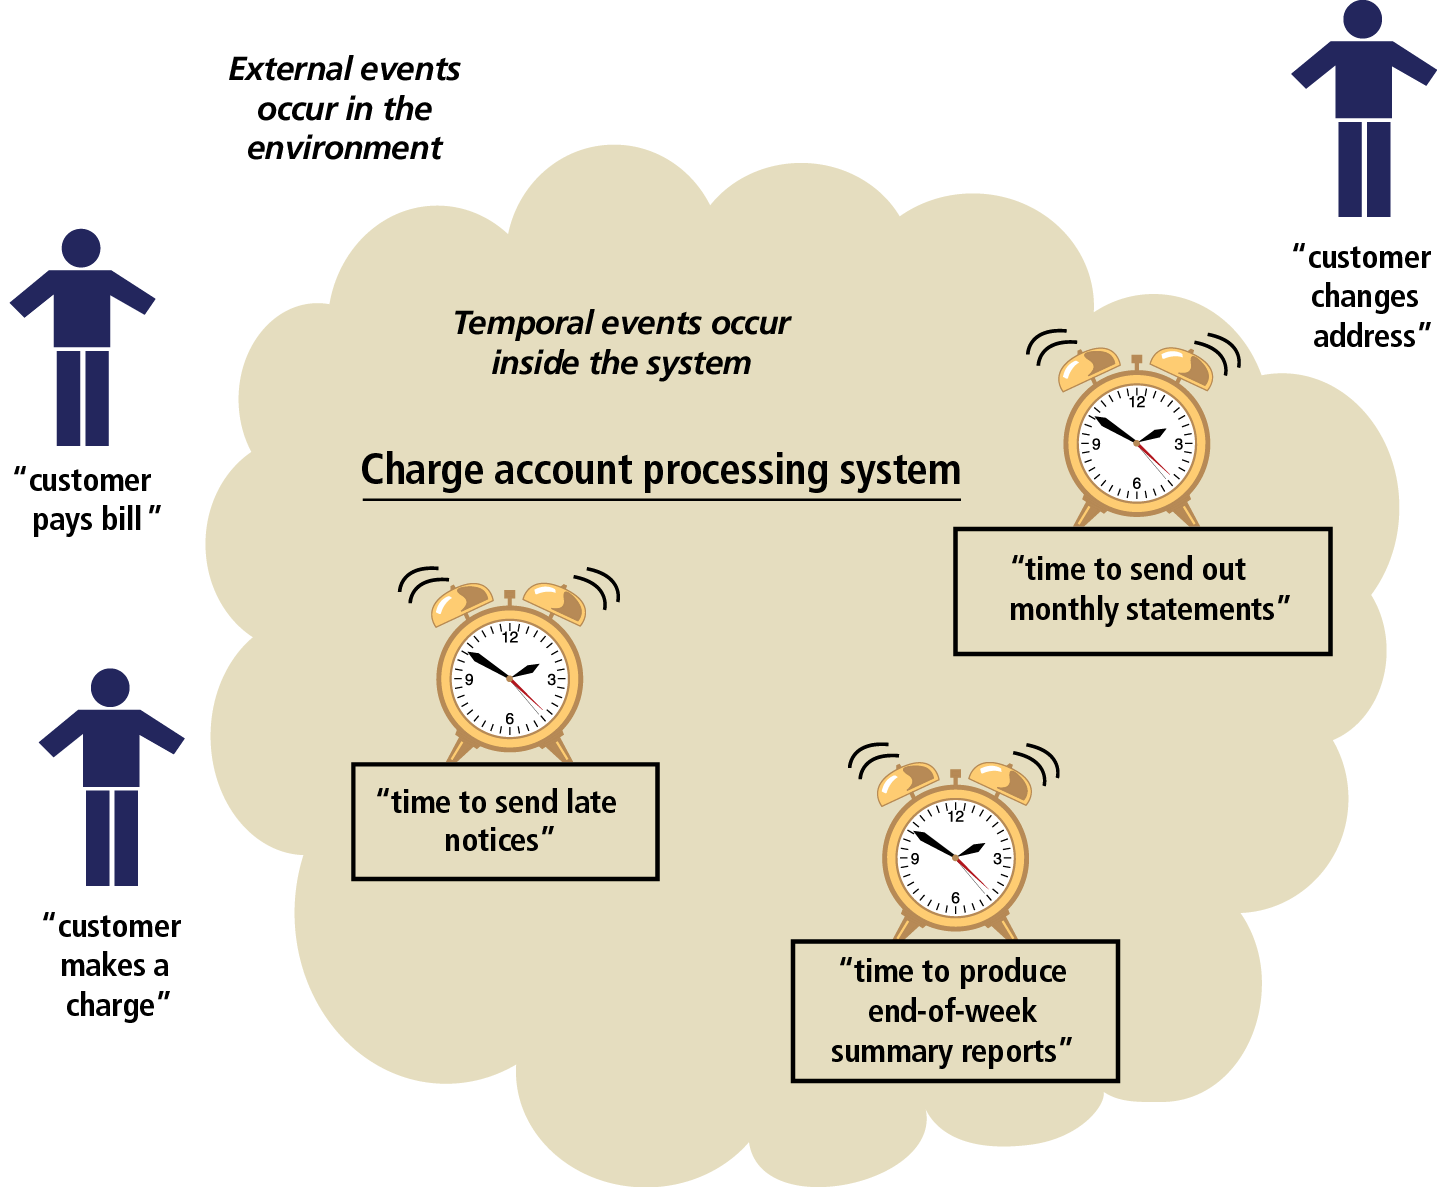 External events
occur in the
environment
“customer
changes
address”
Temporal events occur
inside the system
Charge account processing system
“customer
pays bill”
12
3
6
9
“time to send out
monthly statements”
12
3
6
9
“time to send late
notices”
12
3
6
9
“time to produce
end-of-week
summary reports”
“customer
makes a
charge”